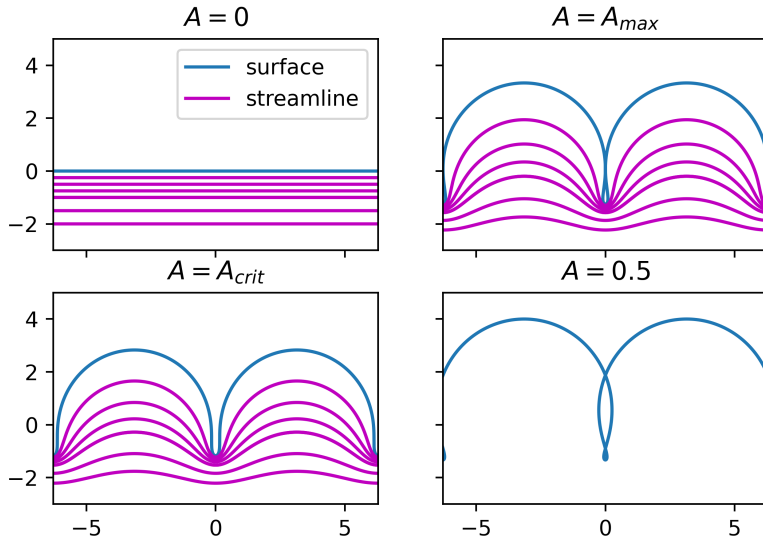 A = 0
surface
streamline
4
2
0
−2
A = A_max
A = A_crit
4
2
0
−2
−5 0 5
A = 0.5
−5 0 5